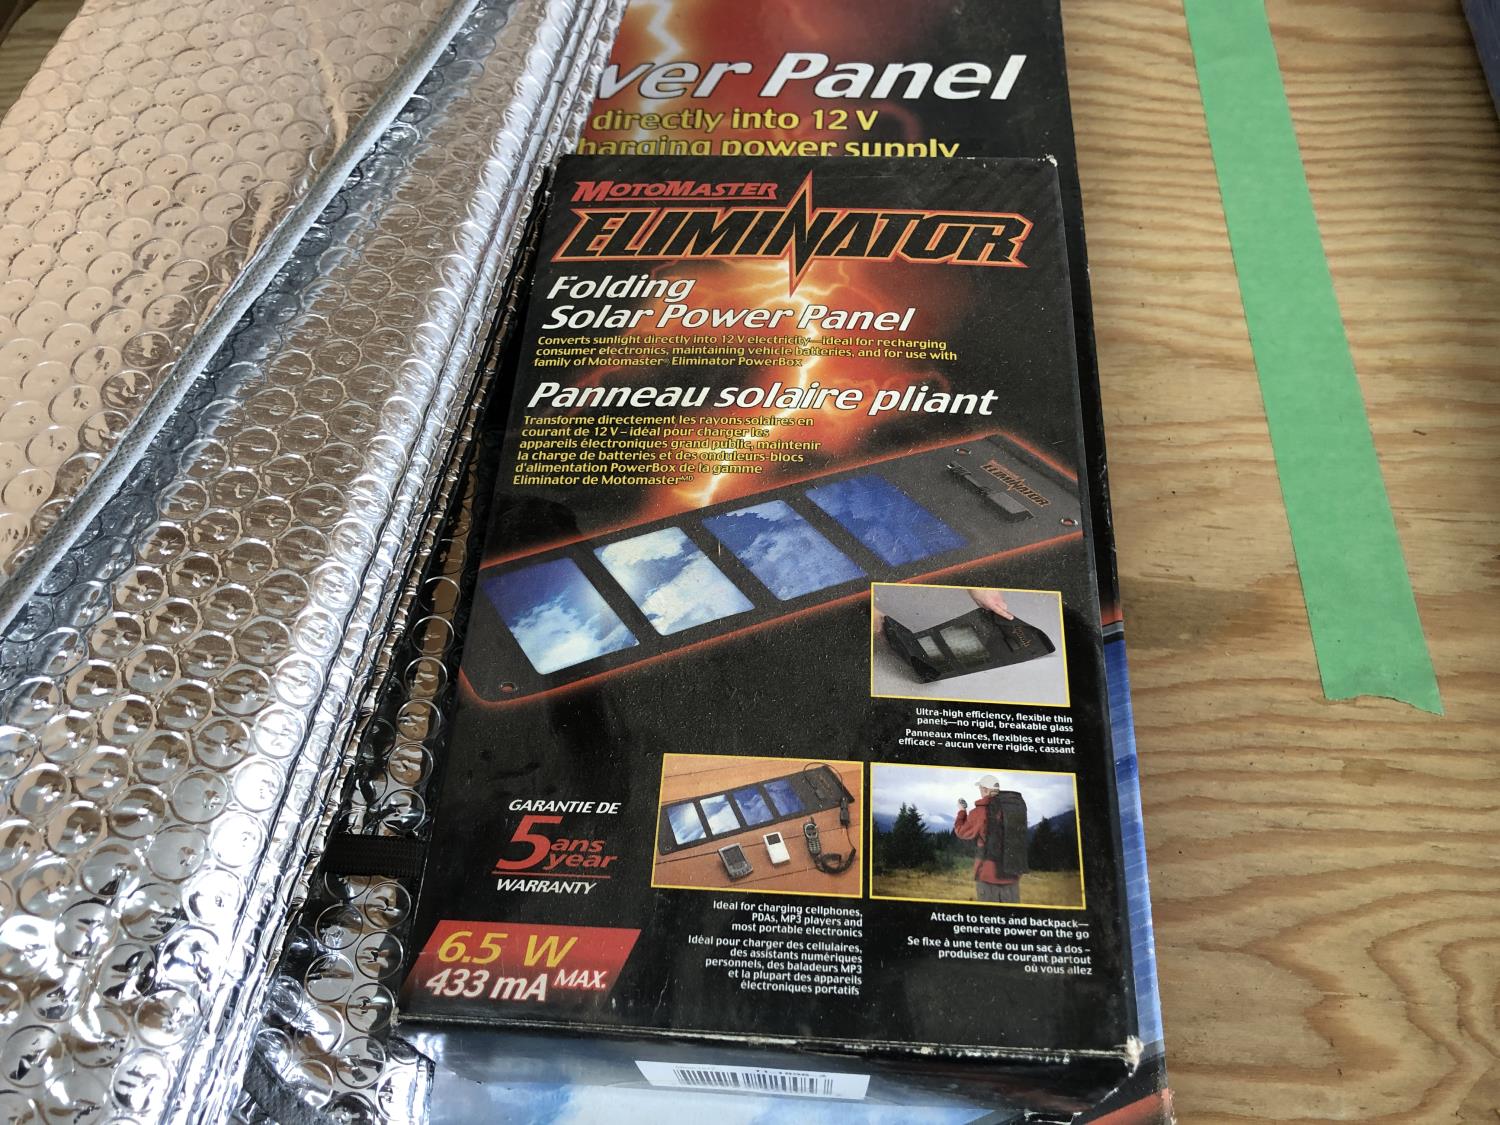 ver Panel
directly into 12 V
harging power supply
MOTOMASTER
ELIMINATOR
Folding
Solar Power Panel
Converts sunlight directly into 12 V electricity—ideal for recharging
consumer electronics, maintaining vehicle batteries, and for use with
family of Motomaster® Eliminator PowerBox
Panneau solaire pliant
Transforme directement les rayons solaires en
courant de 12 V – idéal pour charger les
appareils électroniques grand public, maintenir
la charge de batteries et des onduleurs-blocs
d'alimentation PowerBox de la gamme
Eliminator de Motomaster MD
ELIMINATOR
Ultra-high efficiency, flexible thin
panels—no rigid, breakable glass
Panneaux minces, flexibles et ultra-
efficace – aucun verre rigide, cassant
GARANTIE DE
5 ans
year
WARRANTY
Ideal for charging cellphones,
PDAs, MP3 players and
most portable electronics
Idéal pour charger des cellulaires,
des assistants numériques
personnels, des baladeurs MP3
et la plupart des appareils
électroniques portatifs
Attach to tents and backpack—
generate power on the go
Se fixe à une tente ou un sac à dos –
produisez du courant partout
où vous allez
6.5 W
433 mA MAX.